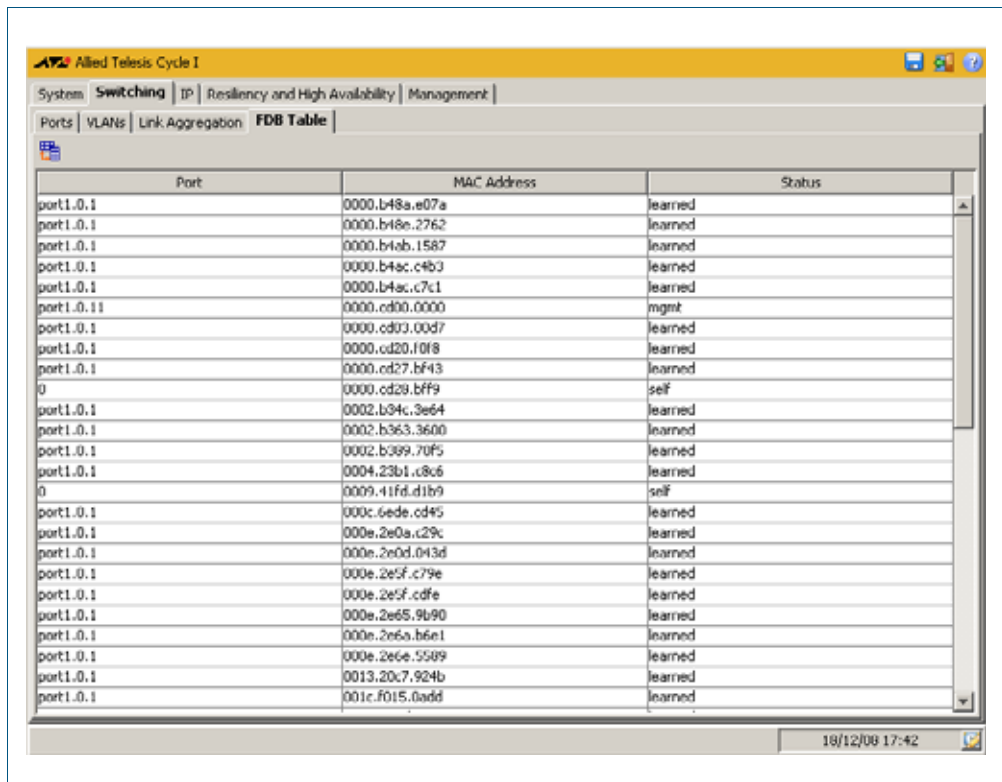 Allied Telesis Cycle I
System Switching IP Resiliency and High Availability Management
Ports VLANs Link Aggregation FDB Table
Port MAC Address Status
port1.0.1 0000.b48a.e07a learned
port1.0.1 0000.b48e.2762 learned
port1.0.1 0000.b4ab.1587 learned
port1.0.1 0000.b4ac.c4b3 learned
port1.0.1 0000.b4ac.c7c1 learned
port1.0.11 0000.cd00.0000 mgmt
port1.0.1 0000.cd03.00d7 learned
port1.0.1 0000.cd20.f0f8 learned
port1.0.1 0000.cd27.bf43 learned
0 0000.cd28.bff9 self
port1.0.1 0002.b34c.3e64 learned
port1.0.1 0002.b363.3600 learned
port1.0.1 0002.b389.70f5 learned
port1.0.1 0004.23b1.c8c6 learned
0 0009.41fd.d1b9 self
port1.0.1 000c.6ede.cd45 learned
port1.0.1 000e.2e0a.c29c learned
port1.0.1 000e.2e0d.043d learned
port1.0.1 000e.2e5f.c79e learned
port1.0.1 000e.2e5f.cdfe learned
port1.0.1 000e.2e65.9b90 learned
port1.0.1 000e.2e6a.b6e1 learned
port1.0.1 000e.2e6e.5589 learned
port1.0.1 0013.20c7.924b learned
port1.0.1 001c.f015.0add learned
18/12/08 17:42